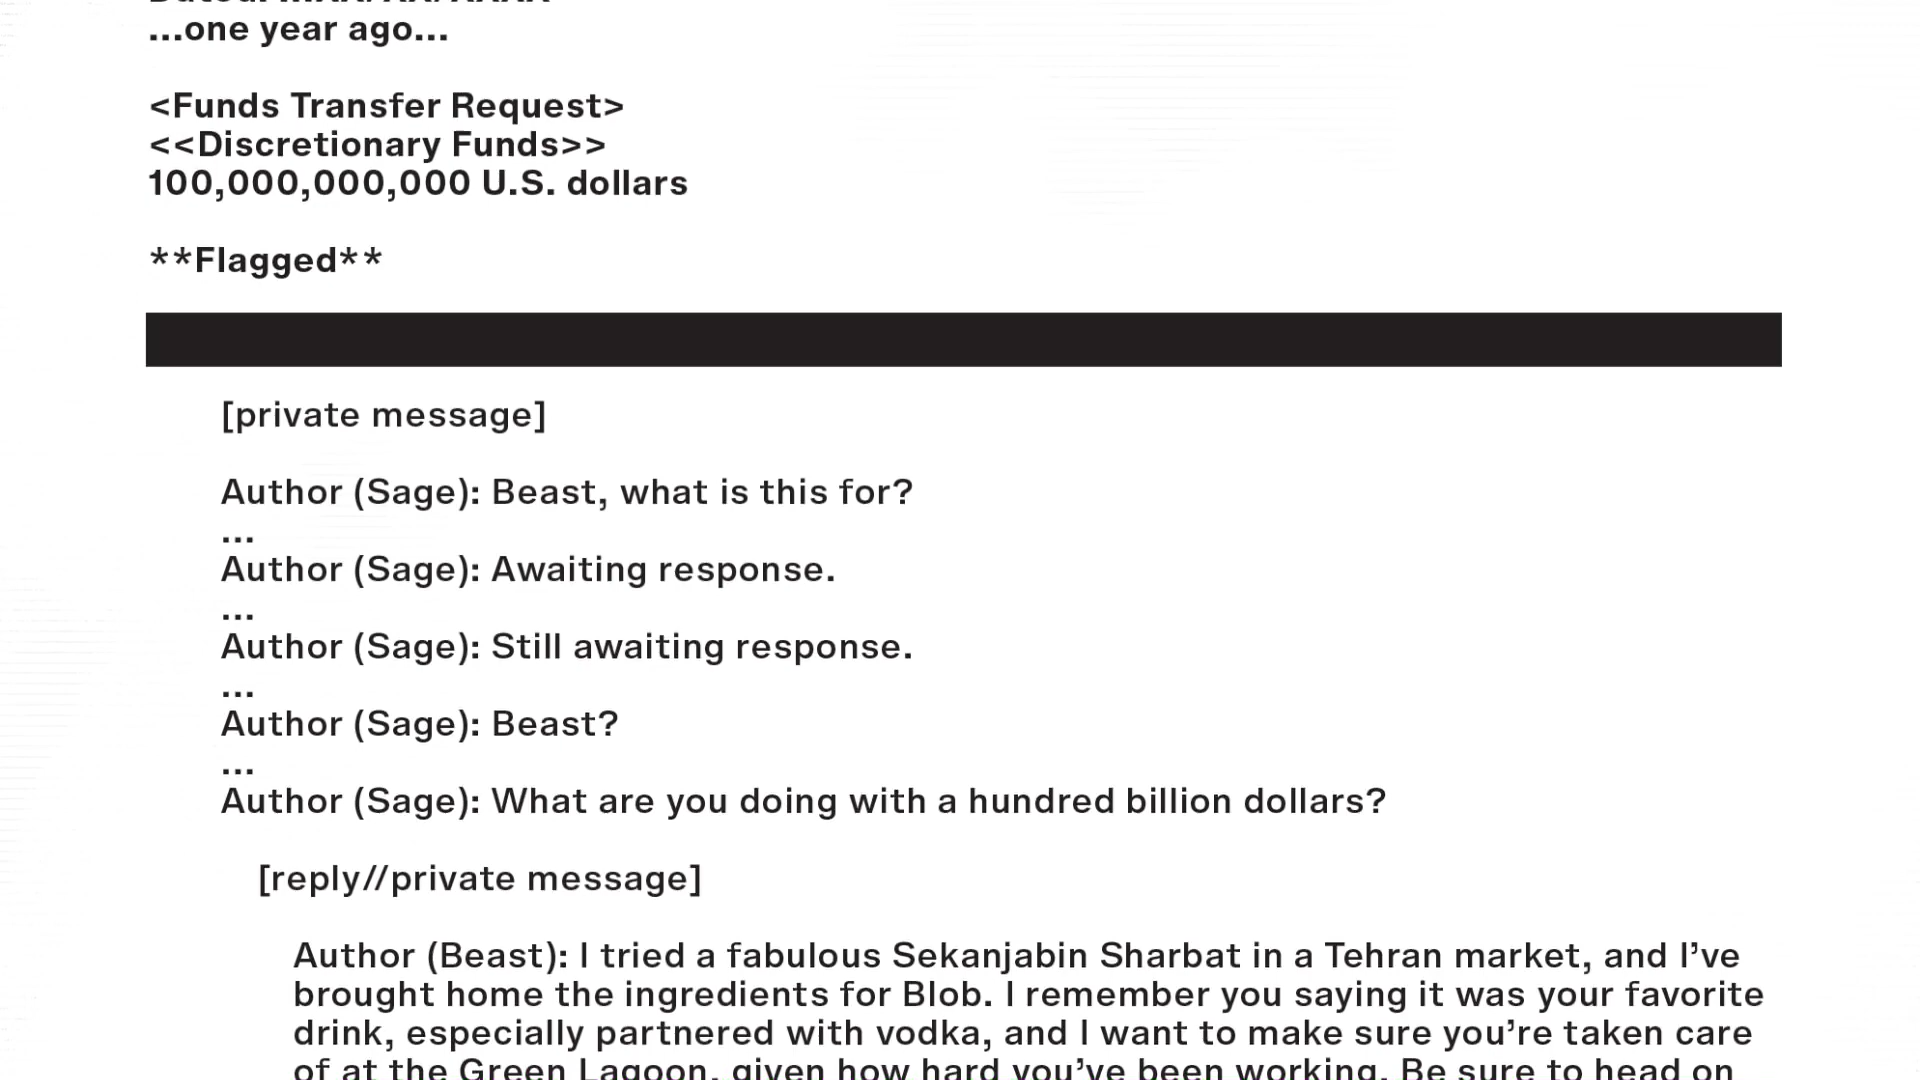 ...one year ago...
<Funds Transfer Request>
<<Discretionary Funds>>
100,000,000,000 U.S. dollars
**Flagged**
[private message]
Author (Sage): Beast, what is this for?
...
Author (Sage): Awaiting response.
...
Author (Sage): Still awaiting response.
...
Author (Sage): Beast?
...
Author (Sage): What are you doing with a hundred billion dollars?
[reply//private message]
Author (Beast): I tried a fabulous Sekanjabin Sharbat in a Tehran market, and I’ve
brought home the ingredients for Blob. I remember you saying it was your favorite
drink, especially partnered with vodka, and I want to make sure you’re taken care
of at the Green Lagoon, given how hard you’ve been working. Be sure to head on